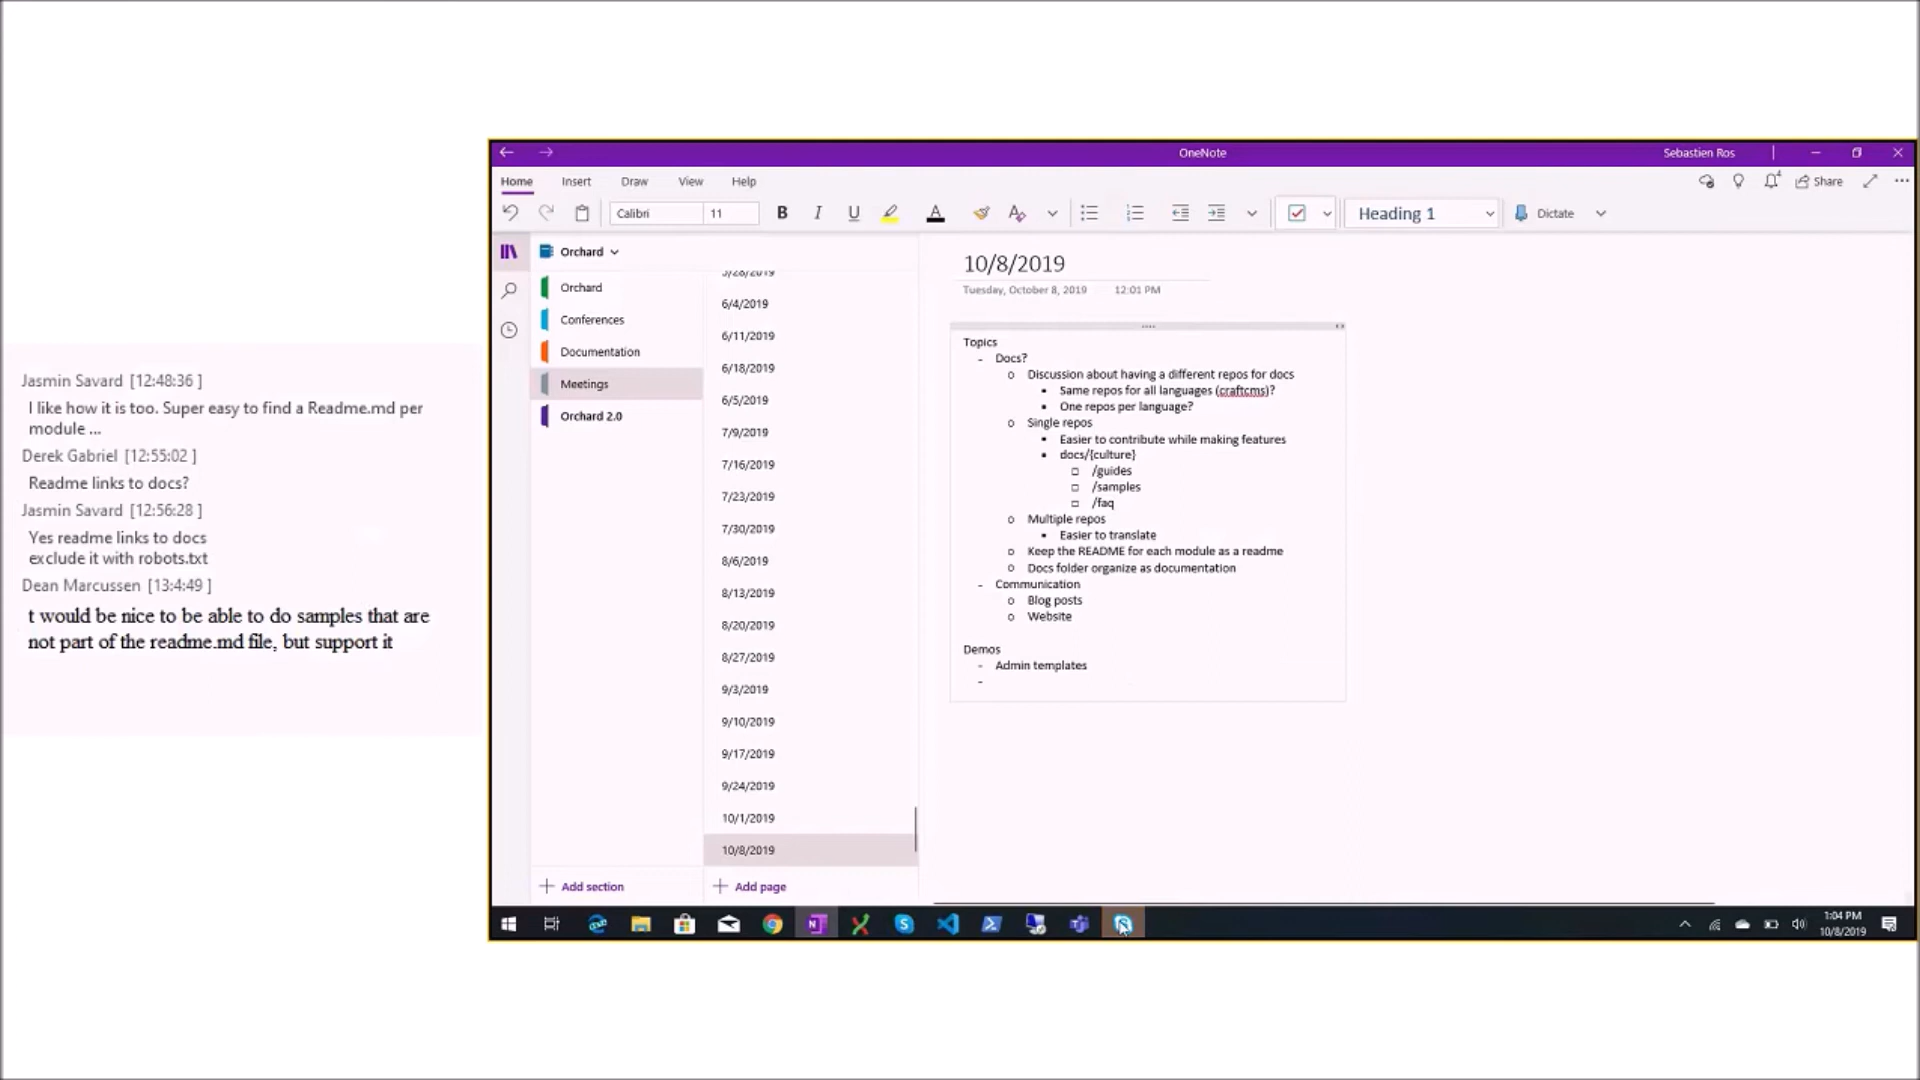 Jasmin Savard [12:48:36 ]
I like how it is too. Super easy to find a Readme.md per
module ...
Derek Gabriel [12:55:02 ]
Readme links to docs?
Jasmin Savard [12:56:28 ]
Yes readme links to docs
exclude it with robots.txt
Dean Marcussen [13:4:49 ]
t would be nice to be able to do samples that are
not part of the readme.md file, but support it
OneNote
Sebastien Ros
Home Insert Draw View Help
Share
Calibri 11 B I U A Heading 1 Dictate
Orchard
Orchard
Conferences
Documentation
Meetings
Orchard 2.0
Add section
5/28/2019
6/4/2019
6/11/2019
6/18/2019
6/5/2019
7/9/2019
7/16/2019
7/23/2019
7/30/2019
8/6/2019
8/13/2019
8/20/2019
8/27/2019
9/3/2019
9/10/2019
9/17/2019
9/24/2019
10/1/2019
10/8/2019
Add page
10/8/2019
Tuesday, October 8, 2019 12:01 PM
Topics
- Docs?
o Discussion about having a different repos for docs
▪ Same repos for all languages (craftcms)?
▪ One repos per language?
o Single repos
▪ Easier to contribute while making features
▪ docs/{culture}
□ /guides
□ /samples
□ /faq
o Multiple repos
▪ Easier to translate
o Keep the README for each module as a readme
o Docs folder organize as documentation
- Communication
o Blog posts
o Website
Demos
- Admin templates
-
1:04 PM
10/8/2019